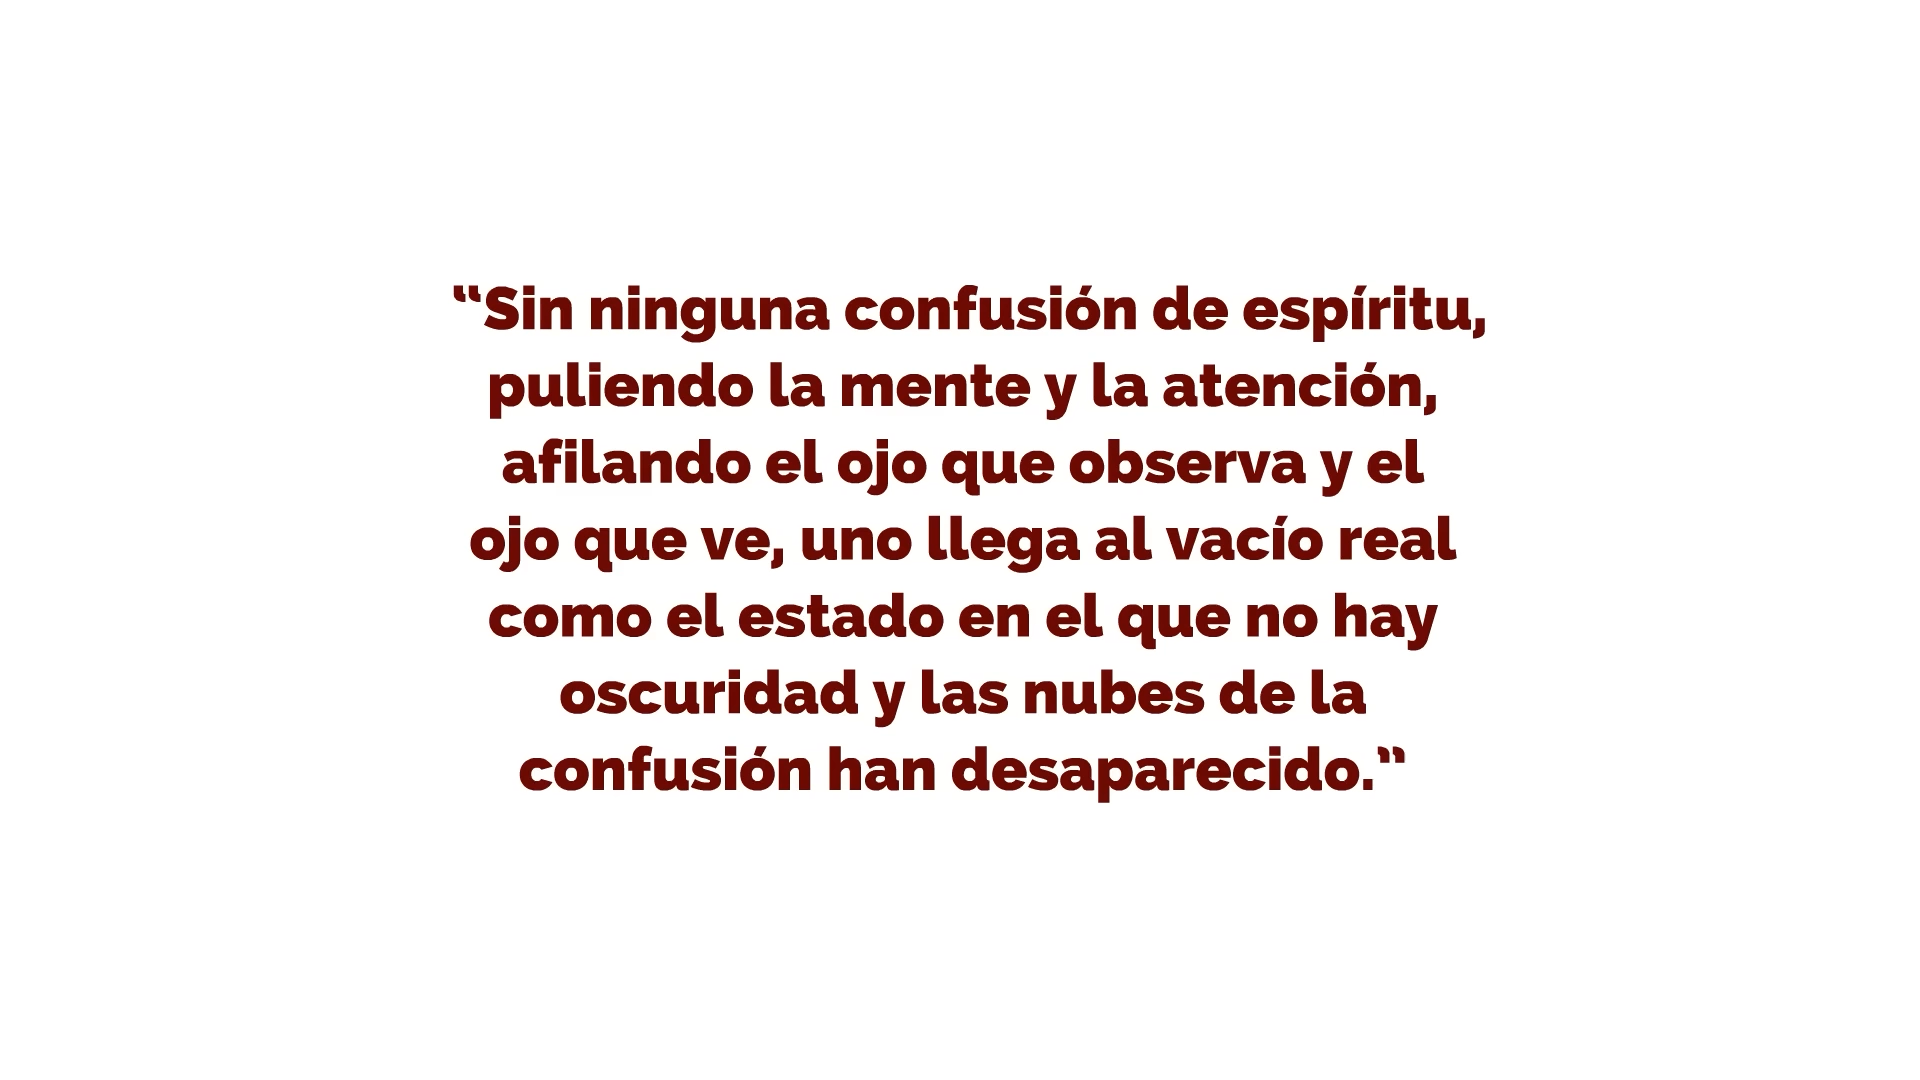 “Sin ninguna confusión de espíritu,
puliendo la mente y la atención,
afilando el ojo que observa y el
ojo que ve, uno llega al vacío real
como el estado en el que no hay
oscuridad y las nubes de la
confusión han desaparecido.”